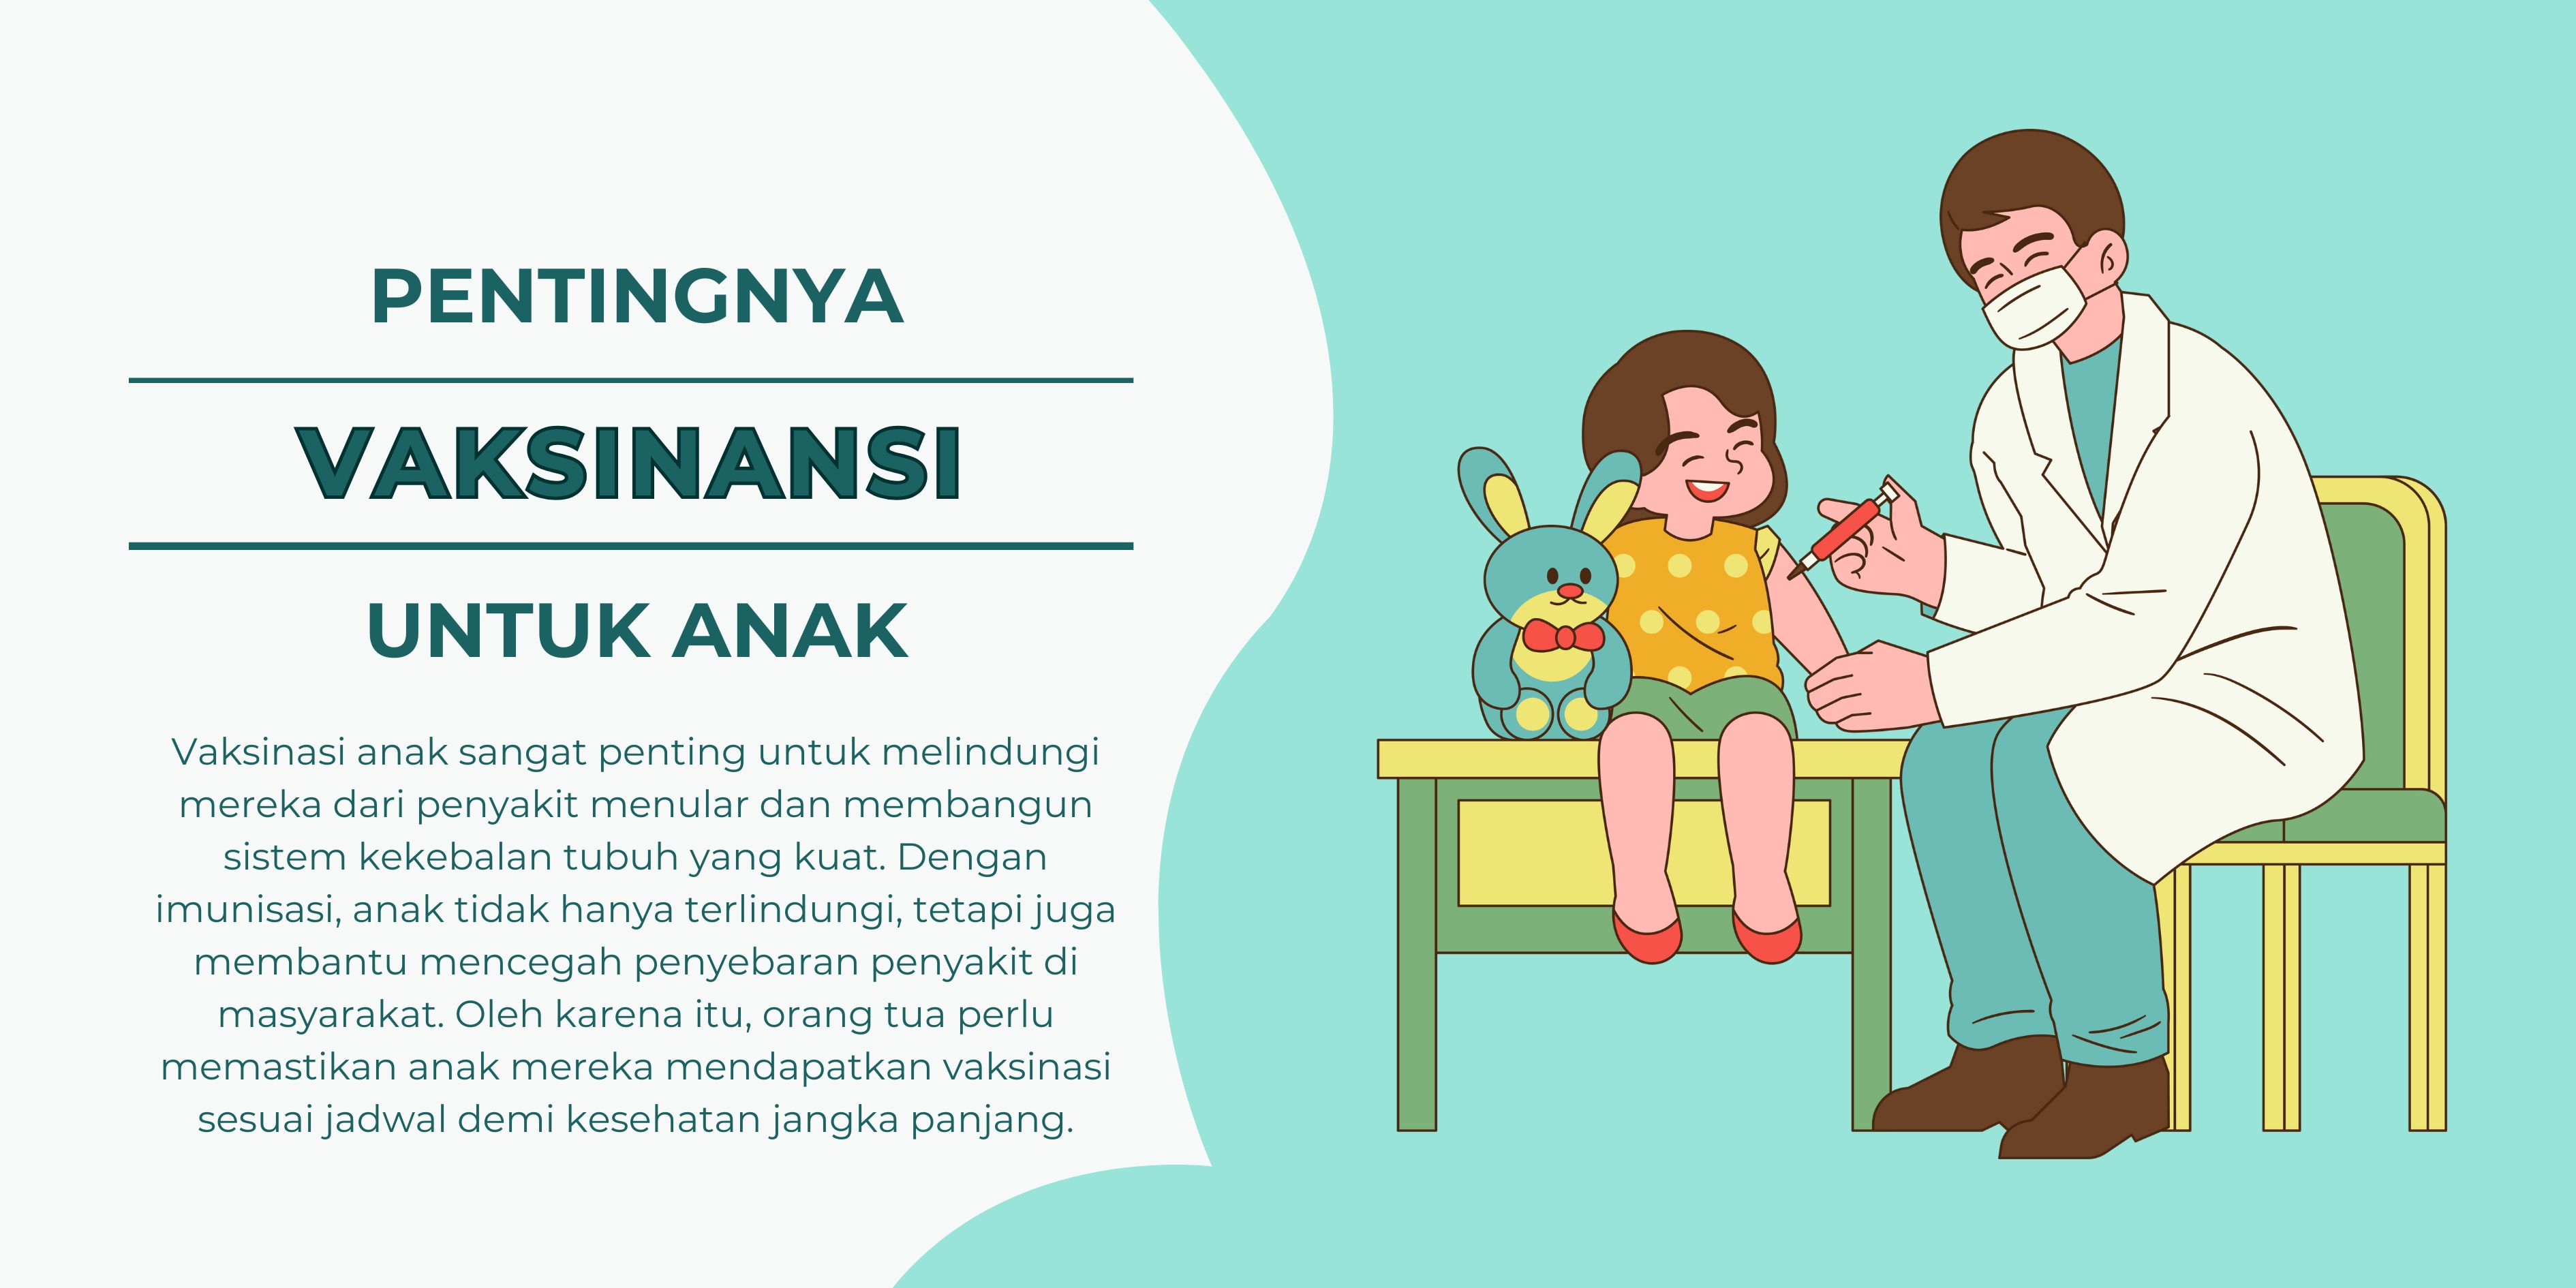 PENTINGNYA
VAKSINANSI
UNTUK ANAK
Vaksinasi anak sangat penting untuk melindungi
mereka dari penyakit menular dan membangun
sistem kekebalan tubuh yang kuat. Dengan
imunisasi, anak tidak hanya terlindungi, tetapi juga
membantu mencegah penyebaran penyakit di
masyarakat. Oleh karena itu, orang tua perlu
memastikan anak mereka mendapatkan vaksinasi
sesuai jadwal demi kesehatan jangka panjang.